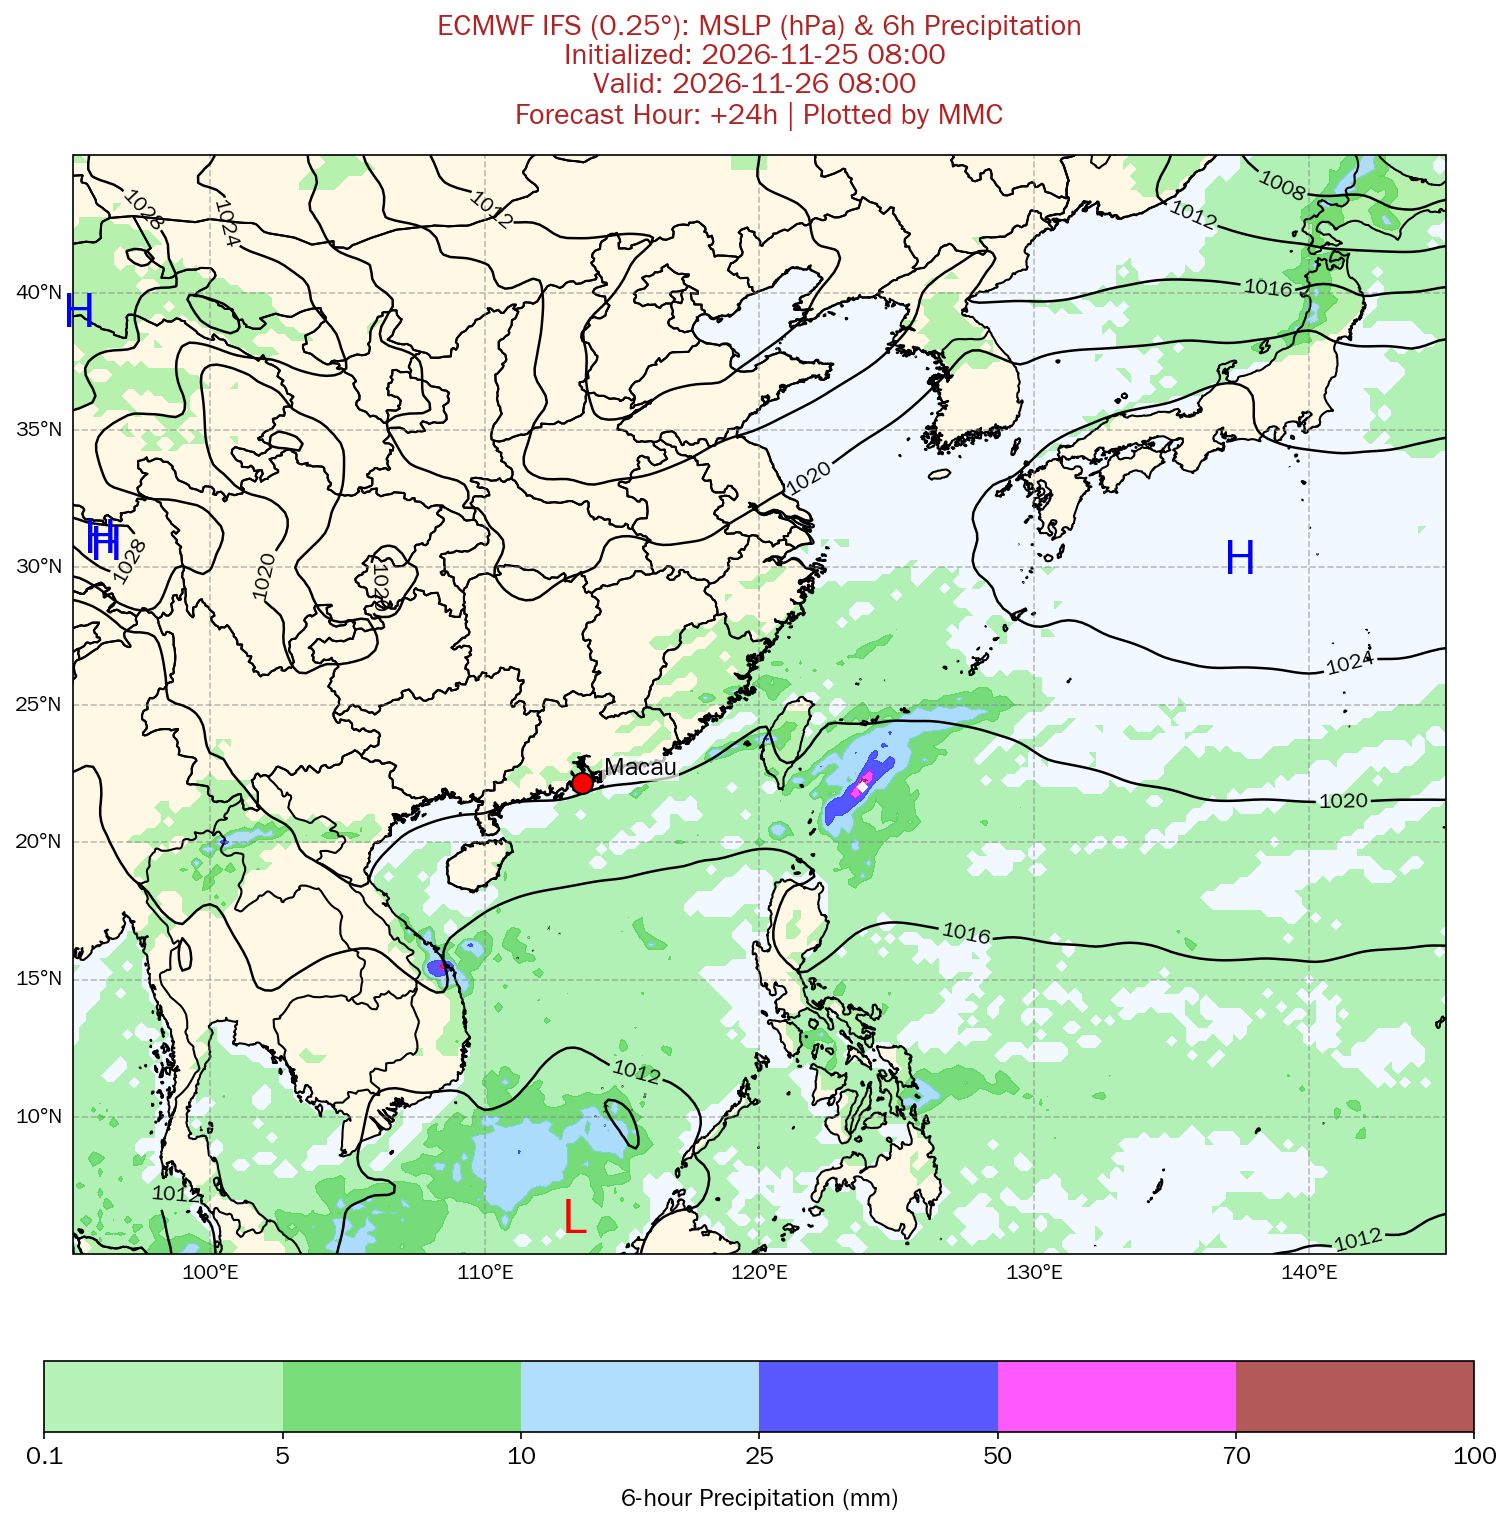 ECMWF IFS (0.25°): MSLP (hPa) & 6h Precipitation
Initialized: 2026-11-25 08:00
Valid: 2026-11-26 08:00
Forecast Hour: +24h | Plotted by MMC
1028
1024
1012
1008
1012
40°N
H
1016
35°N
1020
H
H
1028
1020
1020
H
30°N
1024
25°N
Macau
1020
20°N
1016
15°N
1012
10°N
1012
L
1012
100°E
110°E
120°E
130°E
140°E
0.1
5
10
25
50
70
100
6-hour Precipitation (mm)